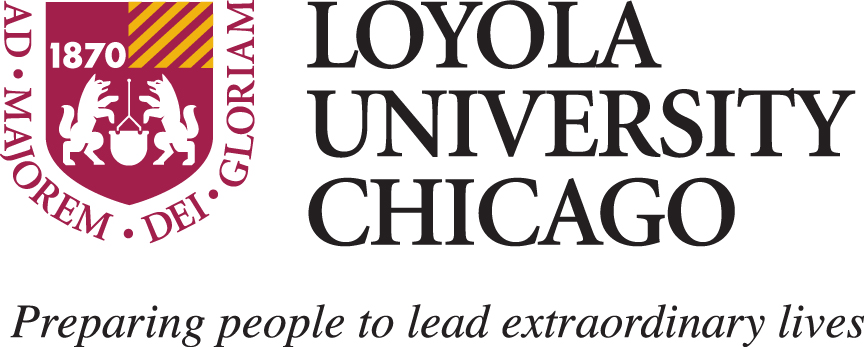 1870
AD • MAJOREM • DEI • GLORIAM
LOYOLA
UNIVERSITY
CHICAGO
Preparing people to lead extraordinary lives